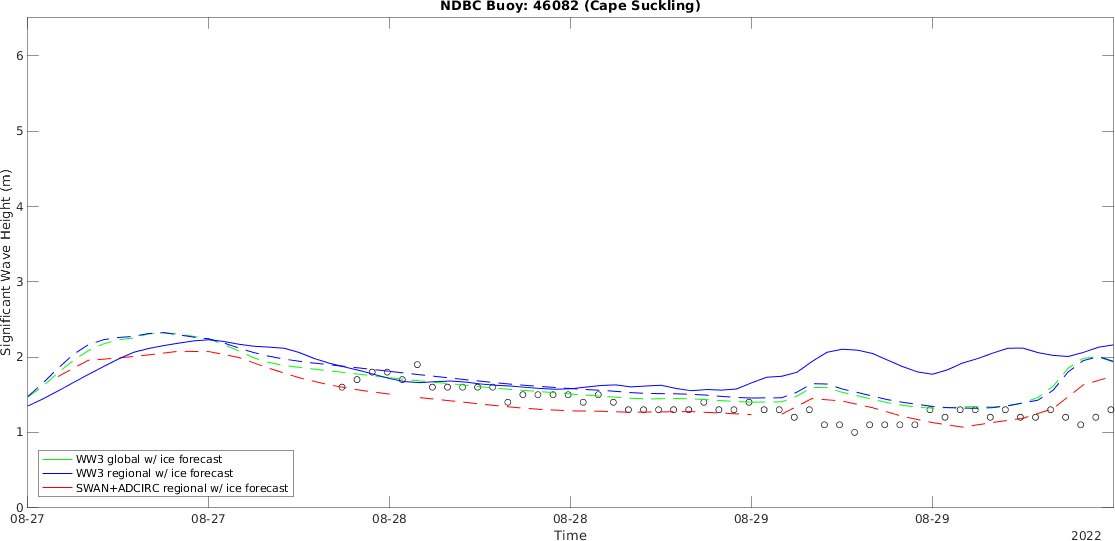 NDBC Buoy: 46082 (Cape Suckling)
Significant Wave Height (m)
6
5
4
3
2
1
0
WW3 global w/ ice forecast
WW3 regional w/ ice forecast
SWAN+ADCIRC regional w/ ice forecast
08-27 08-27 08-28 08-28 08-29 08-29
Time
2022